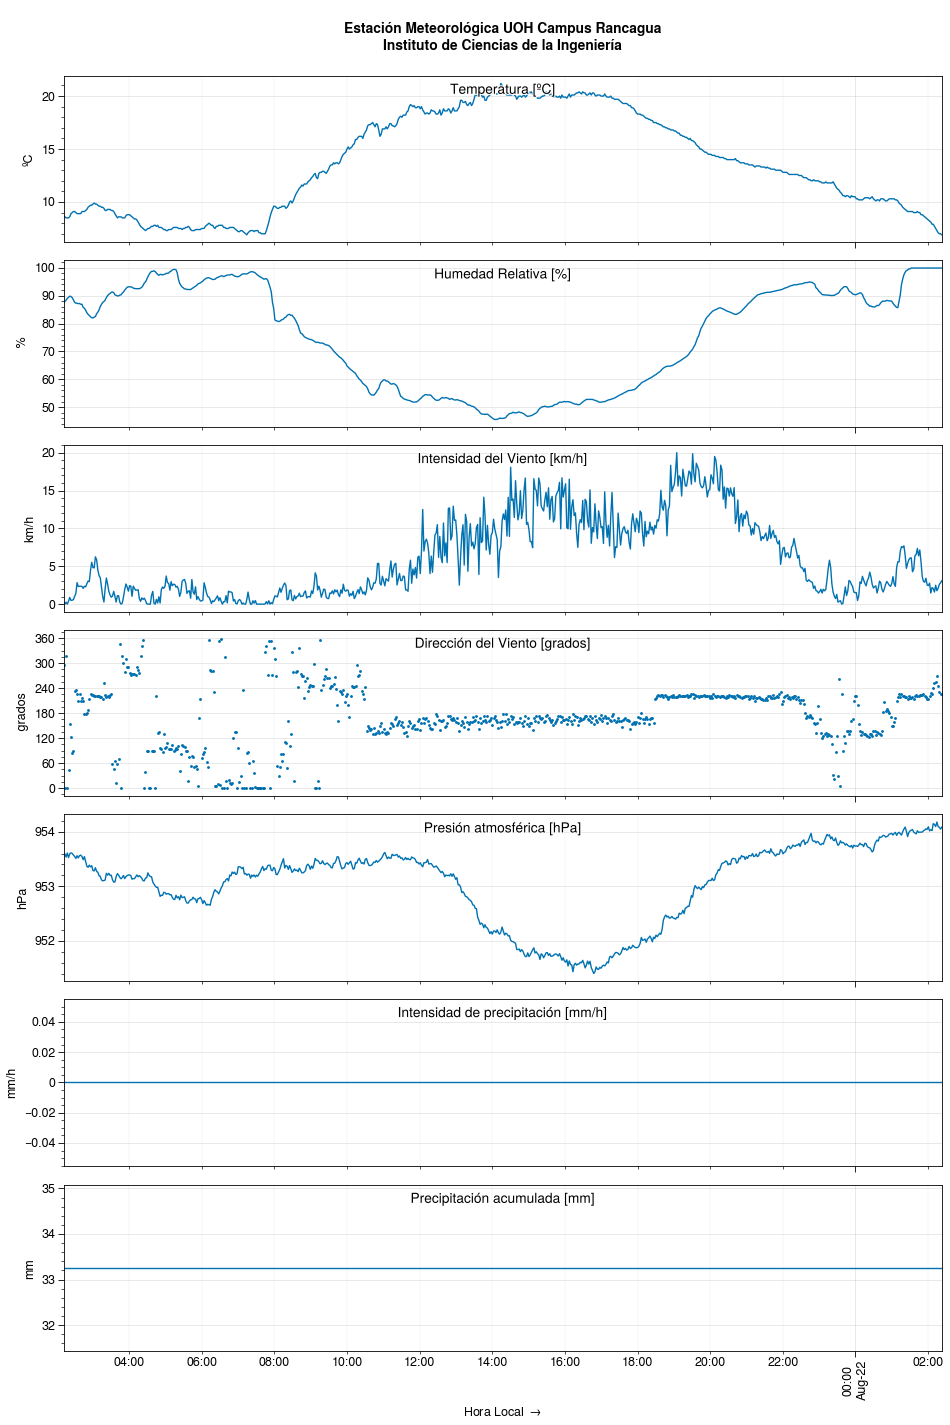 Estación Meteorológica UOH Campus Rancagua
Instituto de Ciencias de la Ingeniería
Temperatura [ºC]
20
15
10
ºC
Humedad Relativa [%]
100
90
80
70
60
50
%
Intensidad del Viento [km/h]
20
15
10
5
0
km/h
Dirección del Viento [grados]
360
300
240
180
120
60
0
grados
Presión atmosférica [hPa]
954
953
952
hPa
Intensidad de precipitación [mm/h]
0.04
0.02
0
−0.02
−0.04
mm/h
Precipitación acumulada [mm]
35
34
33
32
mm
04:00 06:00 08:00 10:00 12:00 14:00 16:00 18:00 20:00 22:00 00:00 02:00
Aug-22
Hora Local →